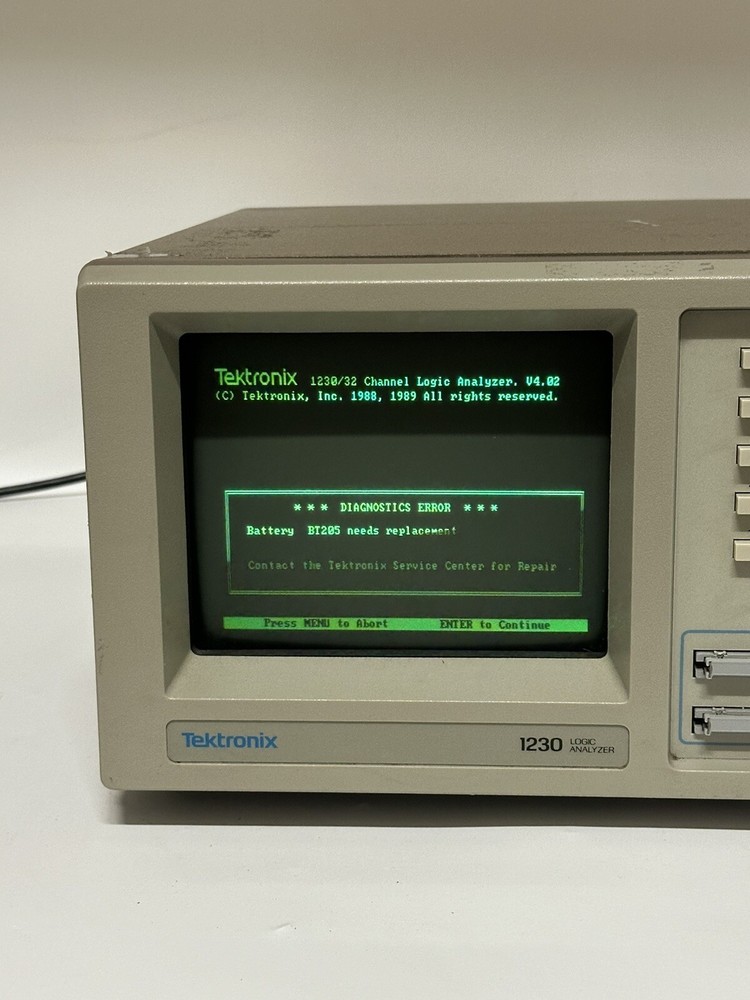 Tektronix 1230/32 Channel Logic Analyzer. V4.02
(C) Tektronix, Inc. 1988, 1989 All rights reserved.
* * * DIAGNOSTICS ERROR * * *
Battery BT205 needs replacement
Contact the Tektronix Service Center for Repair
Press MENU to Abort ENTER to Continue
Tektronix 1230 LOGIC
ANALYZER